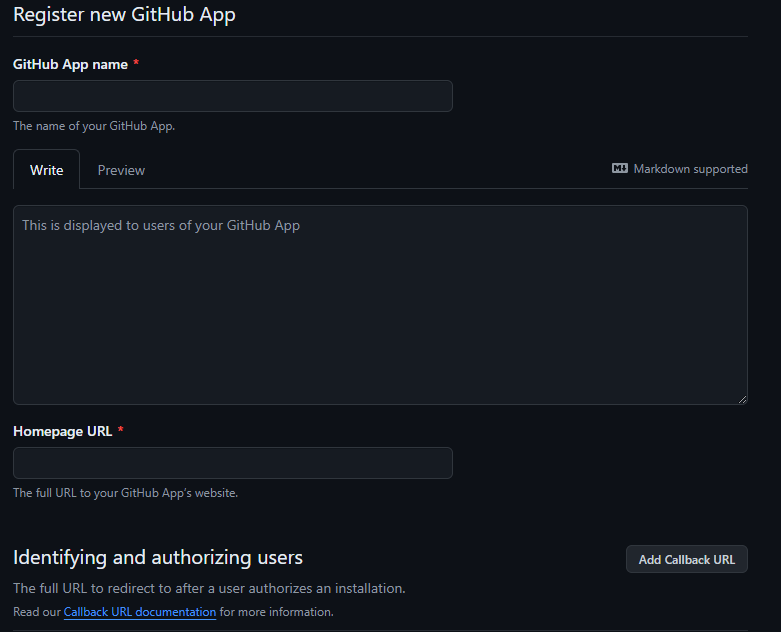 Register new GitHub App
GitHub App name *
The name of your GitHub App.
Write Preview Markdown supported
This is displayed to users of your GitHub App
Homepage URL *
The full URL to your GitHub App's website.
Identifying and authorizing users Add Callback URL
The full URL to redirect to after a user authorizes an installation.
Read our Callback URL documentation for more information.